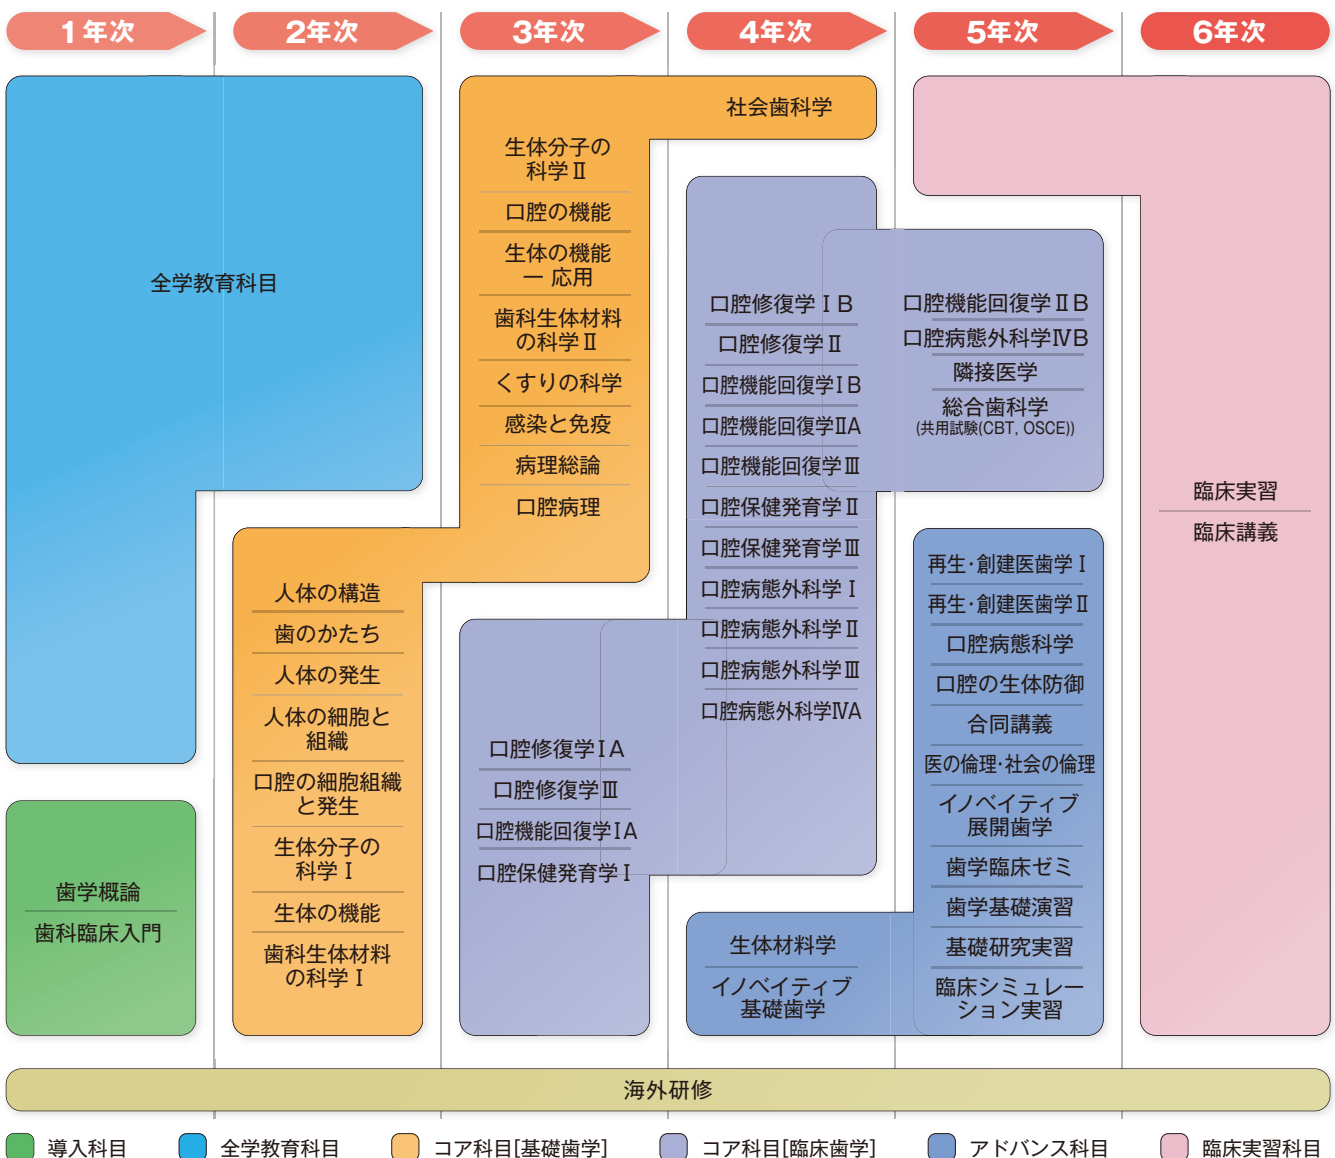 1年次
2年次
3年次
4年次
5年次
6年次
全学教育科目
歯学概論
歯科臨床入門
人体の構造
歯のかたち
人体の発生
人体の細胞と
組織
口腔の細胞組織
と発生
生体分子の
科学Ⅰ
生体の機能
歯科生体材料
の科学Ⅰ
社会歯科学
生体分子の
科学Ⅱ
口腔の機能
生体の機能
ー 応用
歯科生体材料
の科学Ⅱ
くすりの科学
感染と免疫
病理総論
口腔病理
口腔修復学ⅠA
口腔修復学Ⅲ
口腔機能回復学ⅠA
口腔保健発育学Ⅰ
口腔修復学ⅠB
口腔修復学Ⅱ
口腔機能回復学ⅠB
口腔機能回復学ⅡA
口腔機能回復学Ⅲ
口腔保健発育学Ⅱ
口腔保健発育学Ⅲ
口腔病態外科学Ⅰ
口腔病態外科学Ⅱ
口腔病態外科学Ⅲ
口腔病態外科学ⅣA
生体材料学
イノベイティブ
基礎歯学
口腔機能回復学ⅡB
口腔病態外科学ⅣB
隣接医学
総合歯科学
(共用試験(CBT, OSCE))
再生・創建医歯学Ⅰ
再生・創建医歯学Ⅱ
口腔病態科学
口腔の生体防御
合同講義
医の倫理・社会の倫理
イノベイティブ
展開歯学
歯学臨床ゼミ
歯学基礎演習
基礎研究実習
臨床シミュレー
ション実習
臨床実習
臨床講義
海外研修
導入科目
全学教育科目
コア科目[基礎歯学]
コア科目[臨床歯学]
アドバンス科目
臨床実習科目